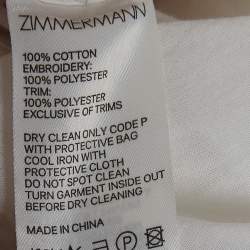 ZIMMERMANN
100% COTTON
EMBROIDERY:
100% POLYESTER
TRIM:
100% POLYESTER
EXCLUSIVE OF TRIMS
DRY CLEAN ONLY CODE P
WITH PROTECTIVE BAG
COOL IRON WITH
PROTECTIVE CLOTH
DO NOT SPOT CLEAN
TURN GARMENT INSIDE OUT
BEFORE DRY CLEANING
MADE IN CHINA